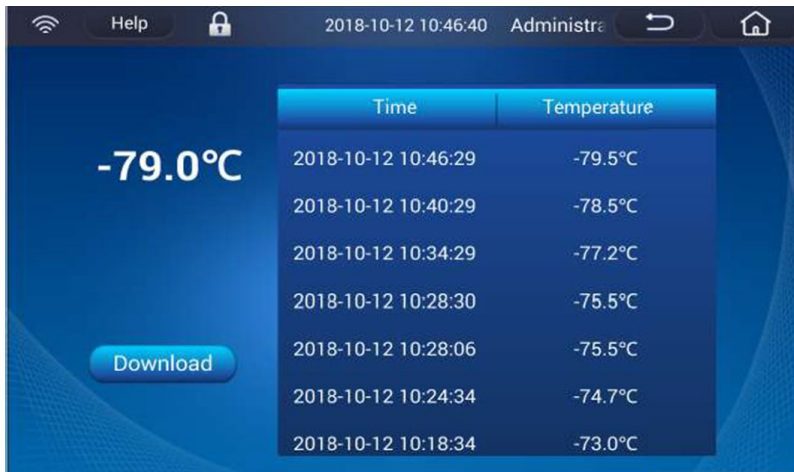 Help 2018-10-12 10:46:40 Administra
Time Temperature
-79.0℃
2018-10-12 10:46:29 -79.5℃
2018-10-12 10:40:29 -78.5℃
2018-10-12 10:34:29 -77.2℃
2018-10-12 10:28:30 -75.5℃
Download
2018-10-12 10:28:06 -75.5℃
2018-10-12 10:24:34 -74.7℃
2018-10-12 10:18:34 -73.0℃